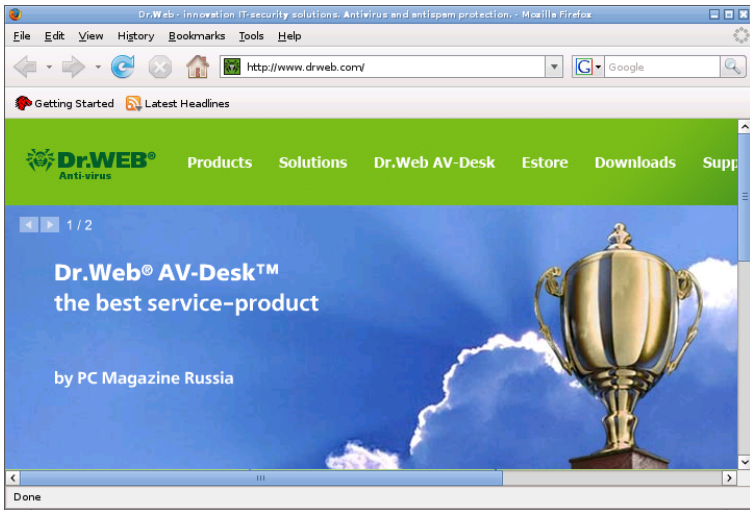 Dr.Web - innovation IT-security solutions. Antivirus and antispam protection. - Mozilla Firefox
File Edit View History Bookmarks Tools Help
http://www.drweb.com/ G Google
Getting Started Latest Headlines
Dr.WEB® Products Solutions Dr.Web AV-Desk Estore Downloads Supp
Anti-virus
1 / 2
Dr.Web® AV-Desk™
the best service-product
by PC Magazine Russia
Done